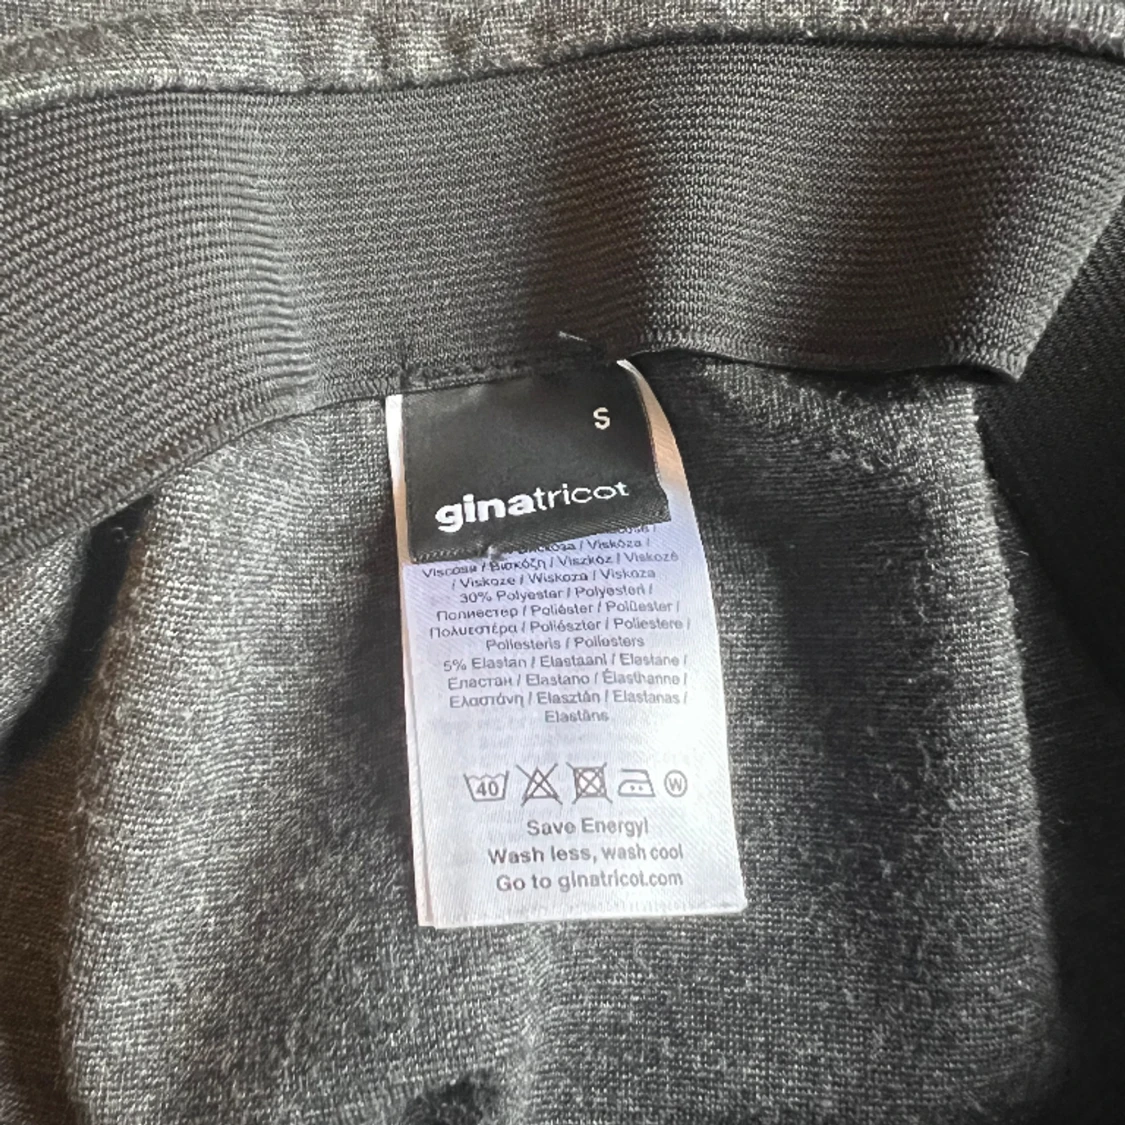 S
ginatricot
/ Viskóza /
Viscosa / Βισκόζη / Viszkóz / Viskozė
/ Viskoze / Wiskoza / Viskoza
30% Polyester / Polyesteri /
Полиестер / Poliéster / Polüester /
Πολυεστέρα / Poliészter / Poliestere /
Poliesteris / Poliesters
5% Elastan / Elastaani / Elastane /
Еластан / Elastano / Élasthanne /
Ελαστάνη / Elasztán / Elastanas /
Elastāns
40
W
Save Energy!
Wash less, wash cool
Go to ginatricot.com